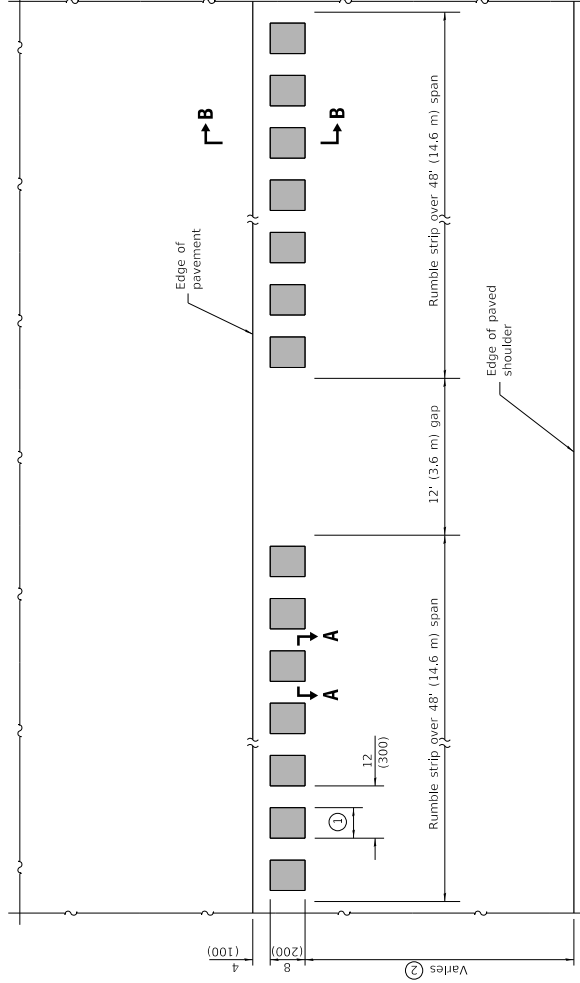 B
B
Edge of
pavement
Rumble strip over 48' (14.6 m) span
Edge of paved
shoulder
12' (3.6 m) gap
A
A
Rumble strip over 48' (14.6 m) span
12
(300)
1
4
(100)
8
(200)
Varies 2